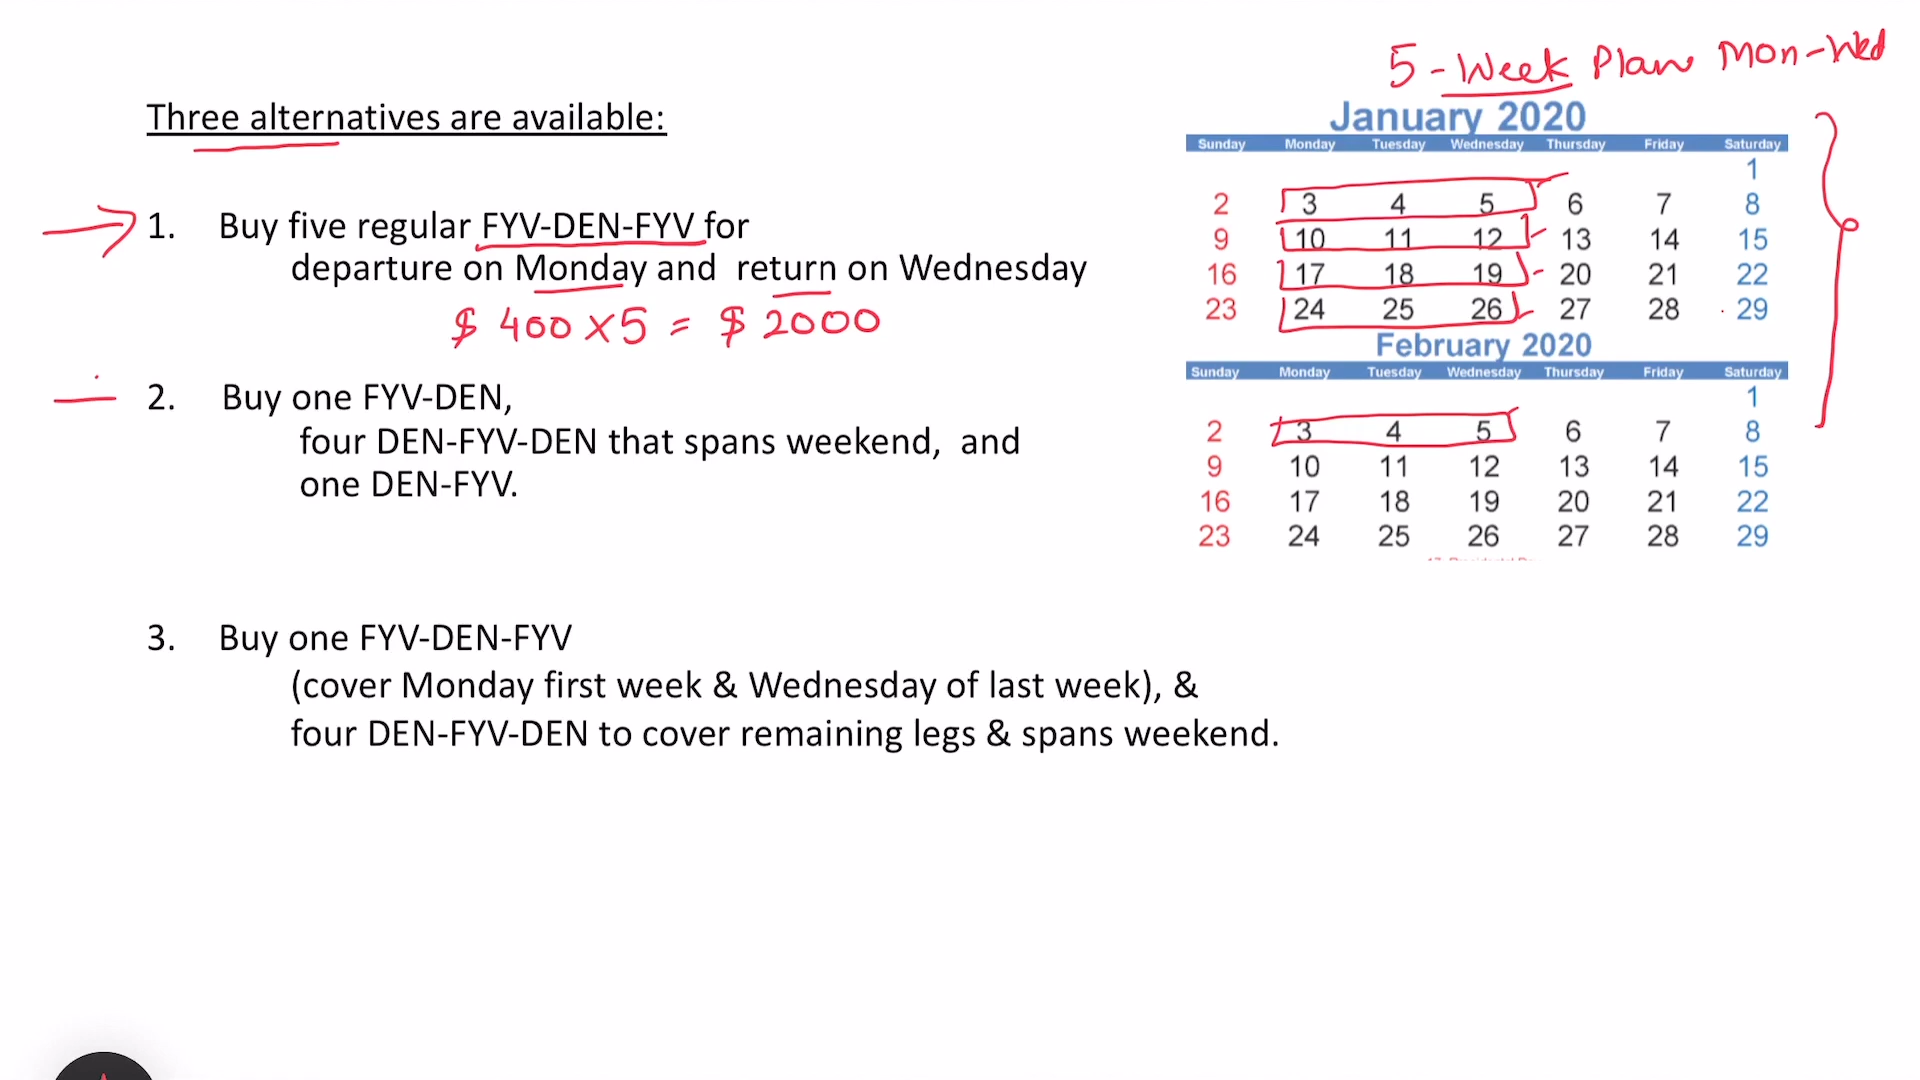 5 - Week Plan Mon-Wed
Three alternatives are available:
1. Buy five regular FYV-DEN-FYV for
departure on Monday and return on Wednesday
$ 400 X 5 = $ 2000
2. Buy one FYV-DEN,
four DEN-FYV-DEN that spans weekend, and
one DEN-FYV.
3. Buy one FYV-DEN-FYV
(cover Monday first week & Wednesday of last week), &
four DEN-FYV-DEN to cover remaining legs & spans weekend.
January 2020
Sunday Monday Tuesday Wednesday Thursday Friday Saturday
1
2 3 4 5 6 7 8
9 10 11 12 13 14 15
16 17 18 19 20 21 22
23 24 25 26 27 28 29
February 2020
Sunday Monday Tuesday Wednesday Thursday Friday Saturday
1
2 3 4 5 6 7 8
9 10 11 12 13 14 15
16 17 18 19 20 21 22
23 24 25 26 27 28 29